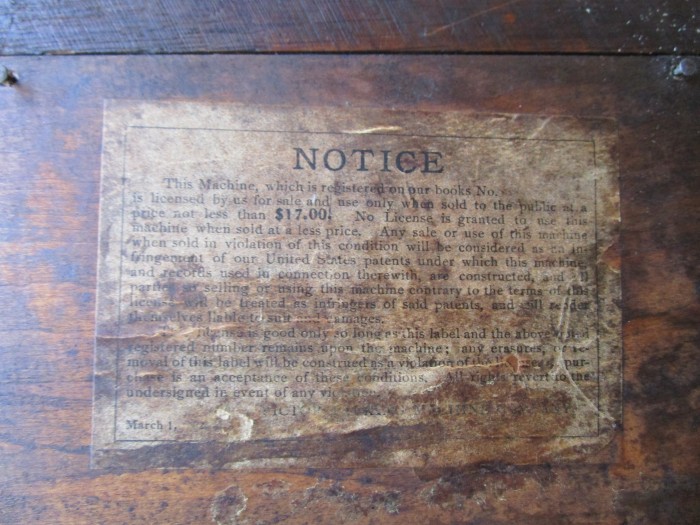 NOTICE
This Machine, which is registered on our books No.
is licensed by us for sale and use only when sold to the public at a
price not less than $17.00. No License is granted to use this
machine when sold at a less price. Any sale or use of this machine
when sold in violation of this condition will be considered as an in-
fringement of our United States patents under which this machine
and records used in connection therewith, are constructed, and all
parties so selling or using this machine contrary to the terms of this
license will be treated as infringers of said patents, and will render
themselves liable to suit and damages.
license is good only so long as this label and the above
registered number remains upon the machine; any erasures, or re-
moval of this label will be construed as a violation of the pur-
chase is an acceptance of these conditions. All rights revert to the
undersigned in event of any
March 1,